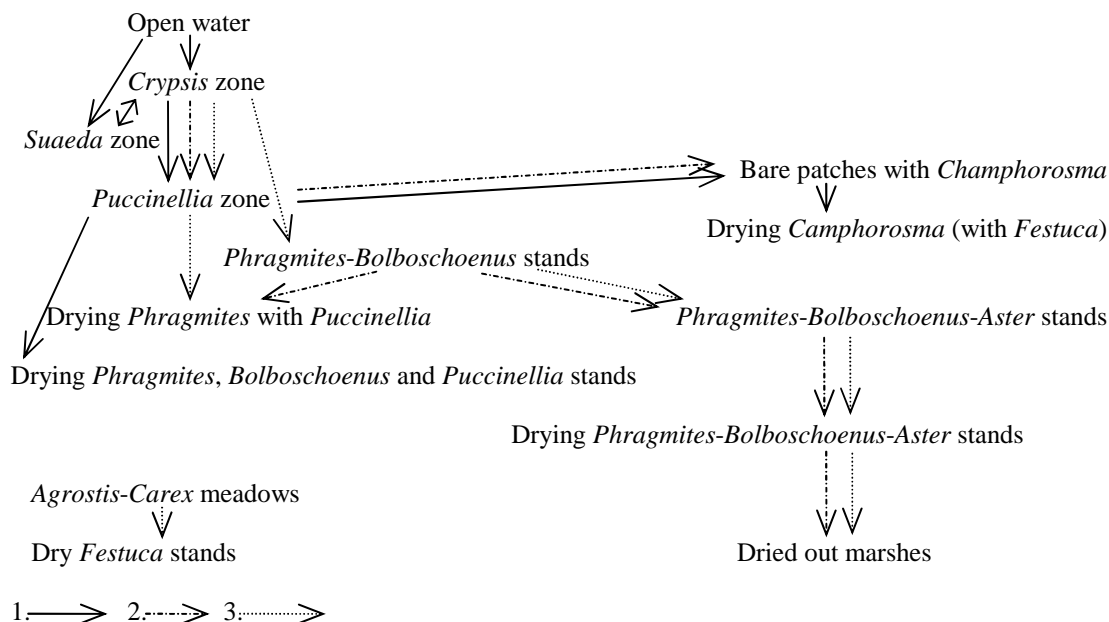 Open water
Crypsis zone
Suaeda zone
Puccinellia zone
Bare patches with Champhorosma
Drying Camphorosma (with Festuca)
Phragmites-Bolboschoenus stands
Drying Phragmites with Puccinellia
Phragmites-Bolboschoenus-Aster stands
Drying Phragmites, Bolboschoenus and Puccinellia stands
Drying Phragmites-Bolboschoenus-Aster stands
Agrostis-Carex meadows
Dry Festuca stands
Dried out marshes
1. 2. 3.